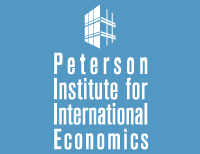 Peterson
Institute for
International
Economics